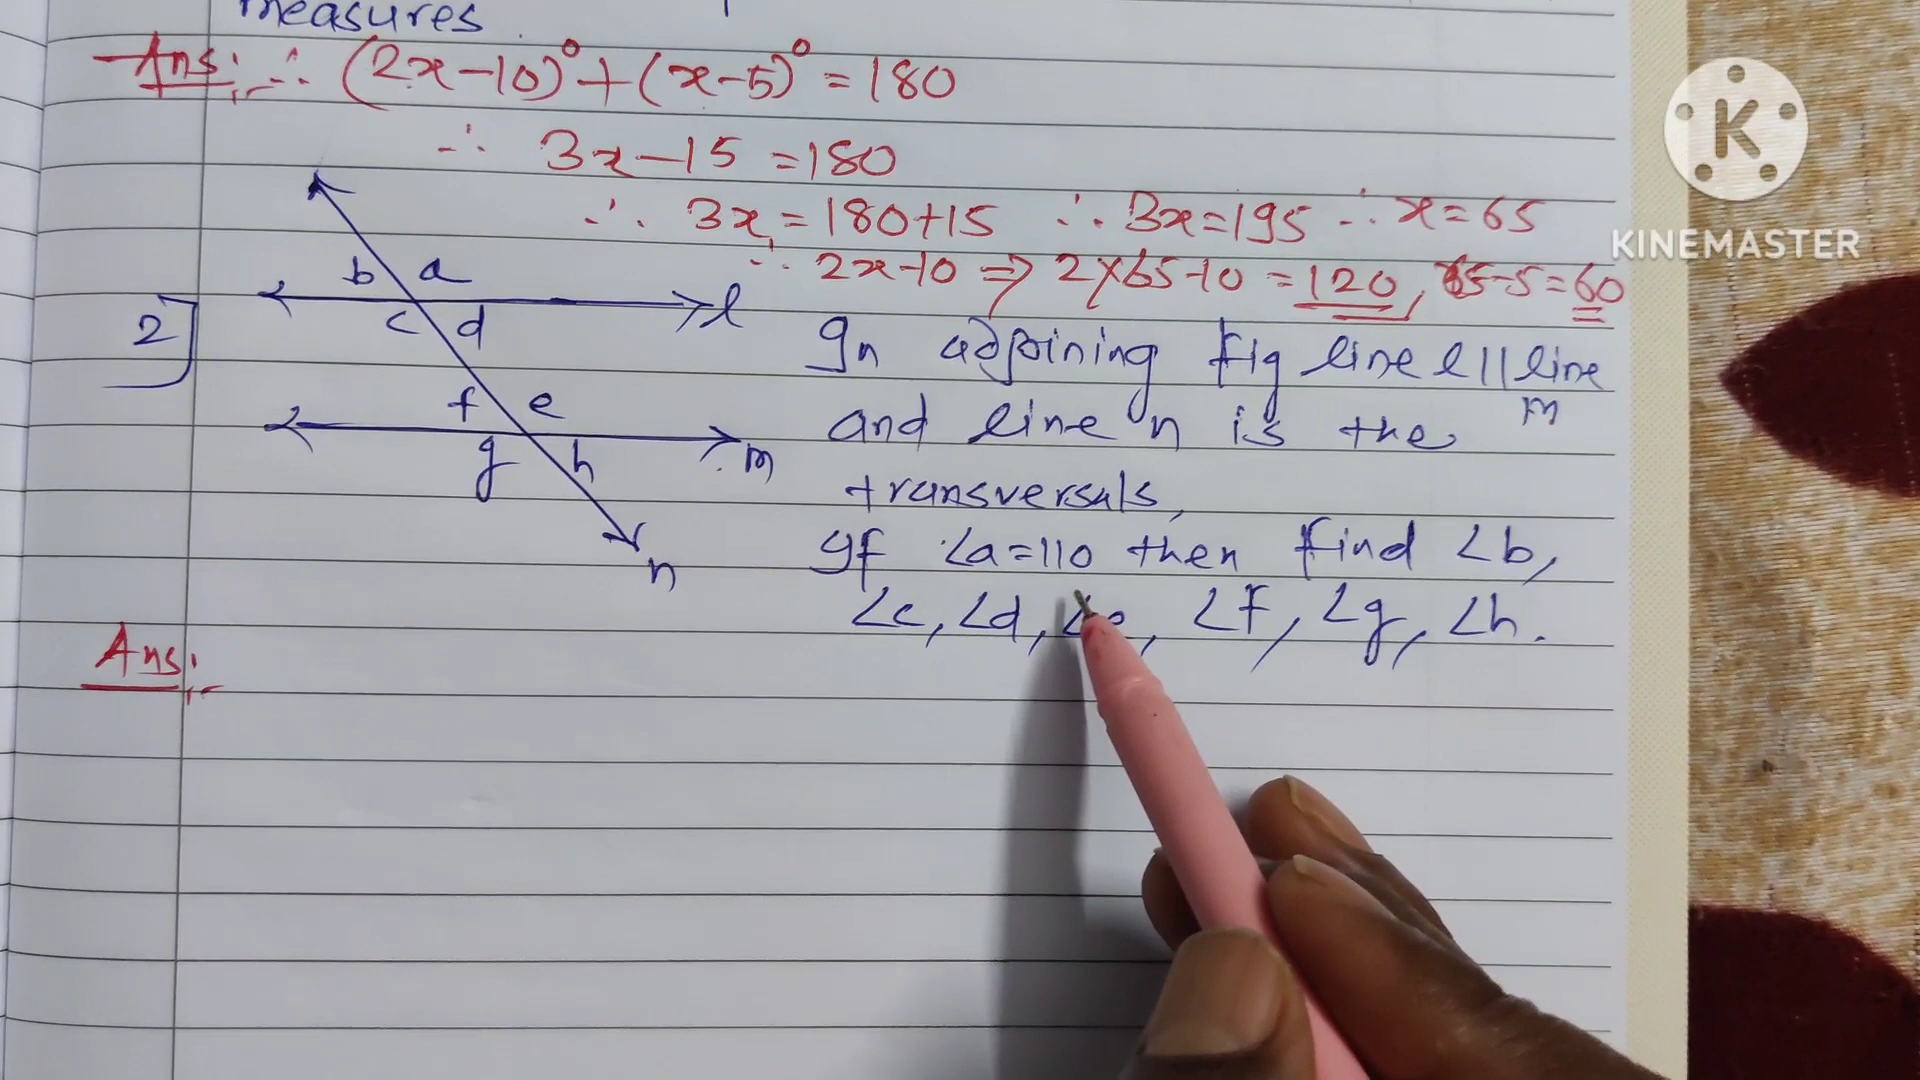 measures
Ans:- ∴ (2x-10)° + (x-5)° = 180
∴ 3x-15 = 180
∴ 3x = 180+15 ∴ 3x=195 ∴ x=65
∴ 2x-10 ⇒ 2×65-10 = 120, 65-5=60
K
KINEMASTER
2]
b a
c d
l
f e
g h
m
n
In adjoining Fig line l || line m
and line n is the
transversals,
If ∠a=110 then find ∠b,
∠c, ∠d, ∠e, ∠F, ∠g, ∠h.
Ans:-